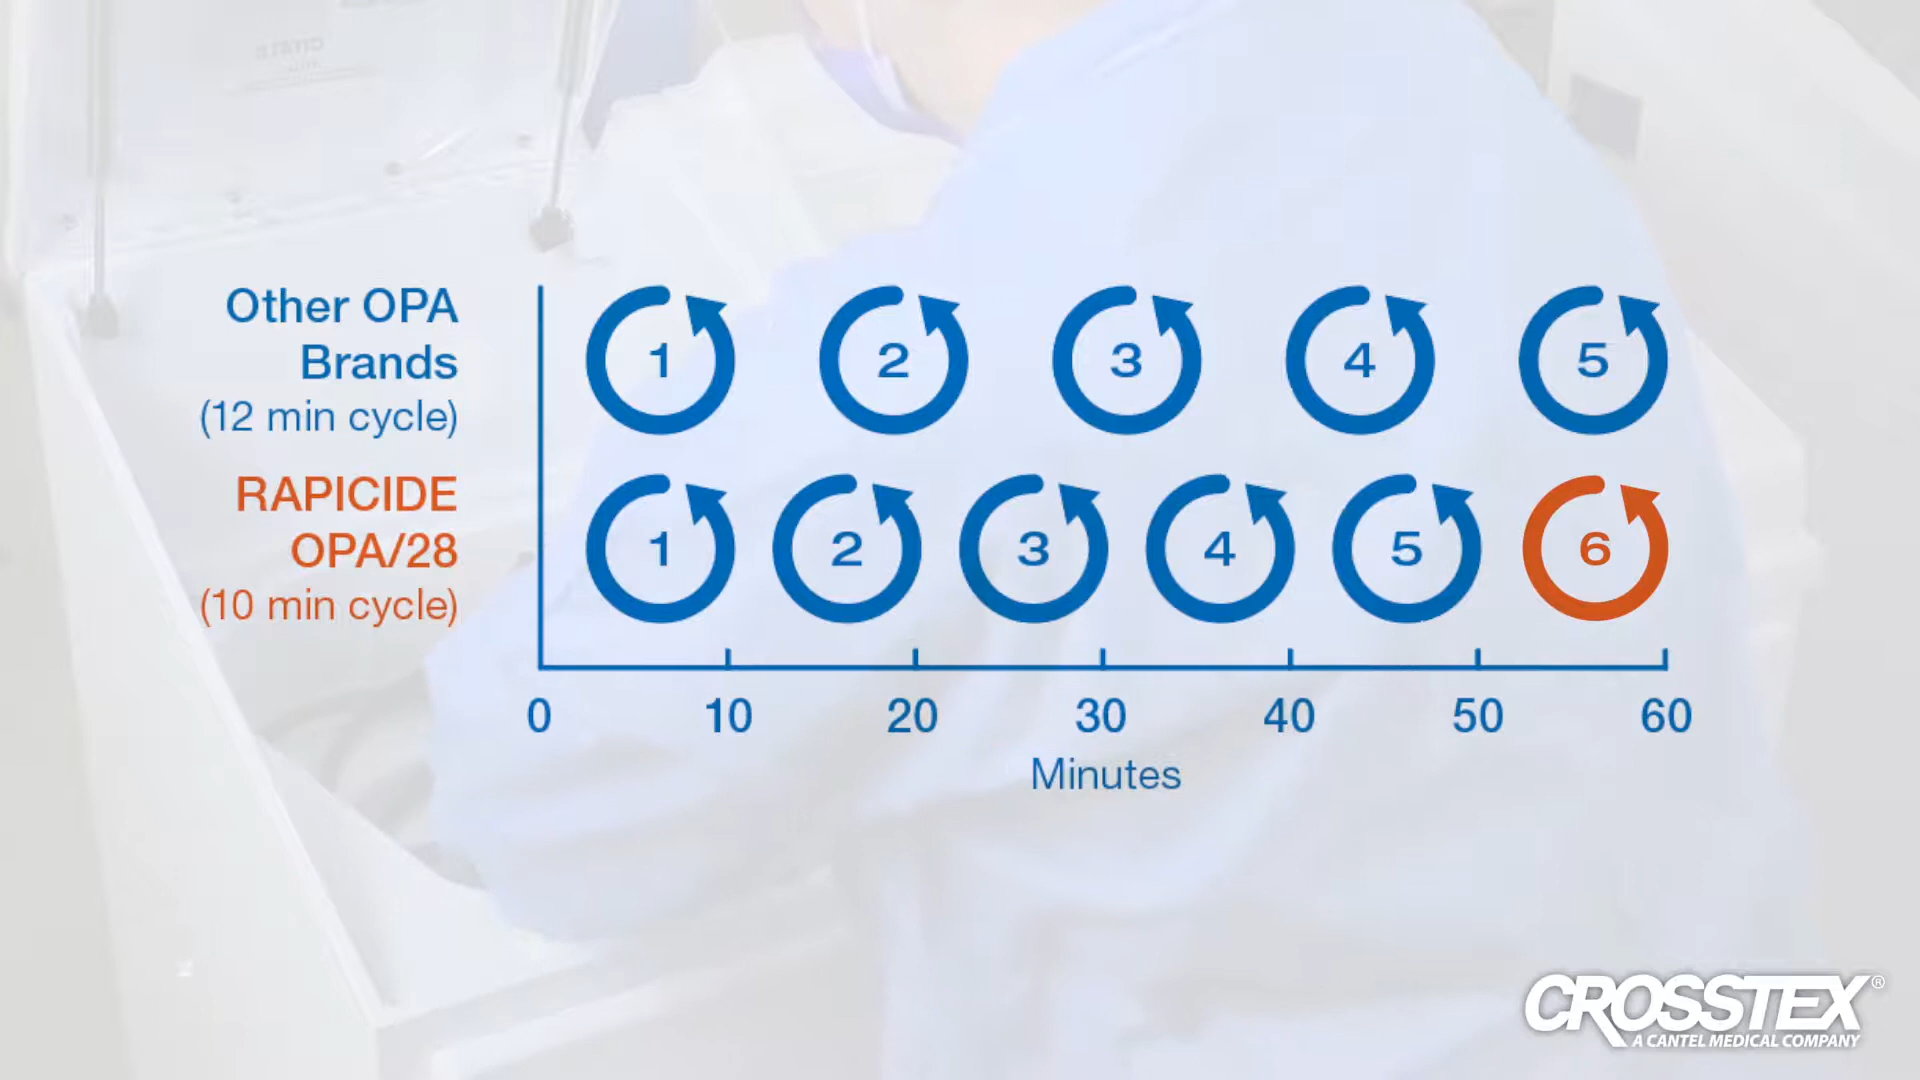 Other OPA
Brands
(12 min cycle)
1 2 3 4 5
RAPICIDE
OPA/28
(10 min cycle)
1 2 3 4 5 6
0 10 20 30 40 50 60
Minutes
CROSSTEX®
A CANTEL MEDICAL COMPANY